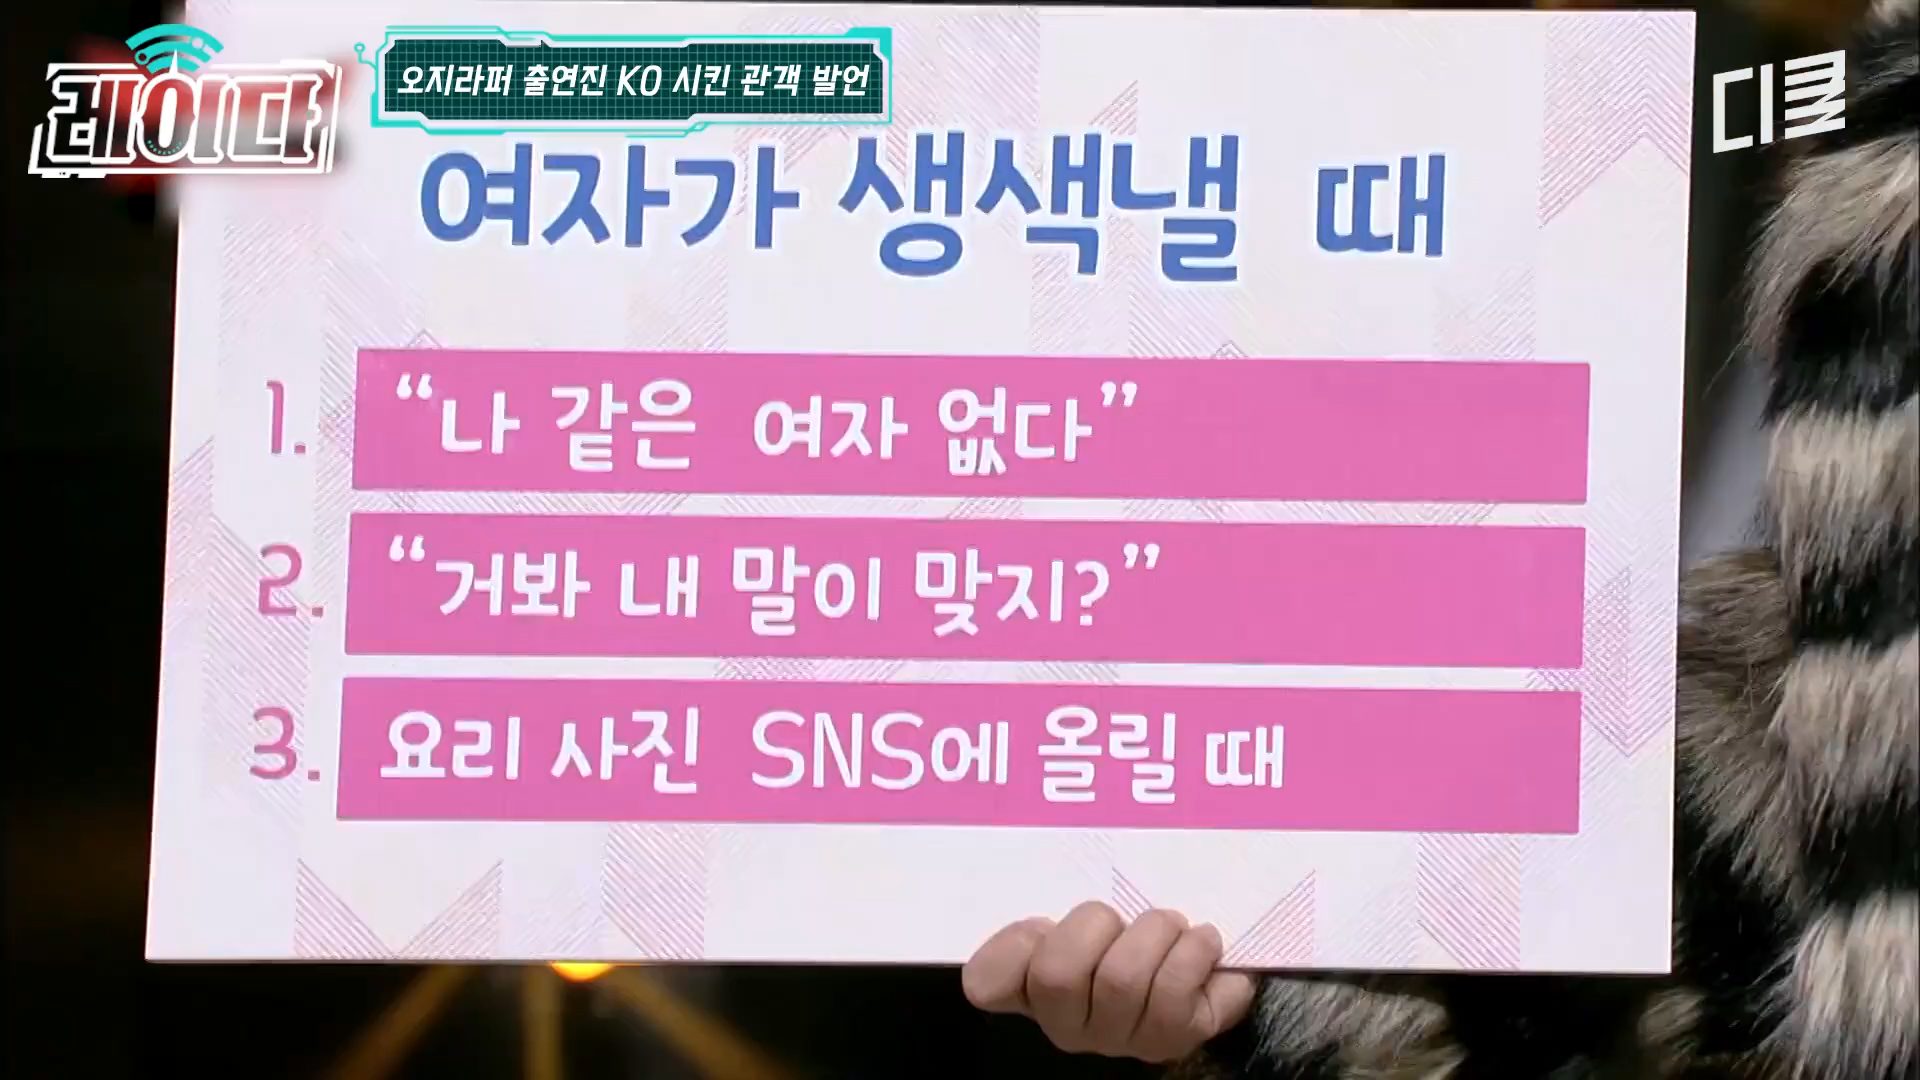 레이다
오지라퍼 출연진 KO 시킨 관객 발언
디클
여자가 생색낼 때
1. “나 같은 여자 없다”
2. “거봐 내 말이 맞지?”
3. 요리 사진 SNS에 올릴 때